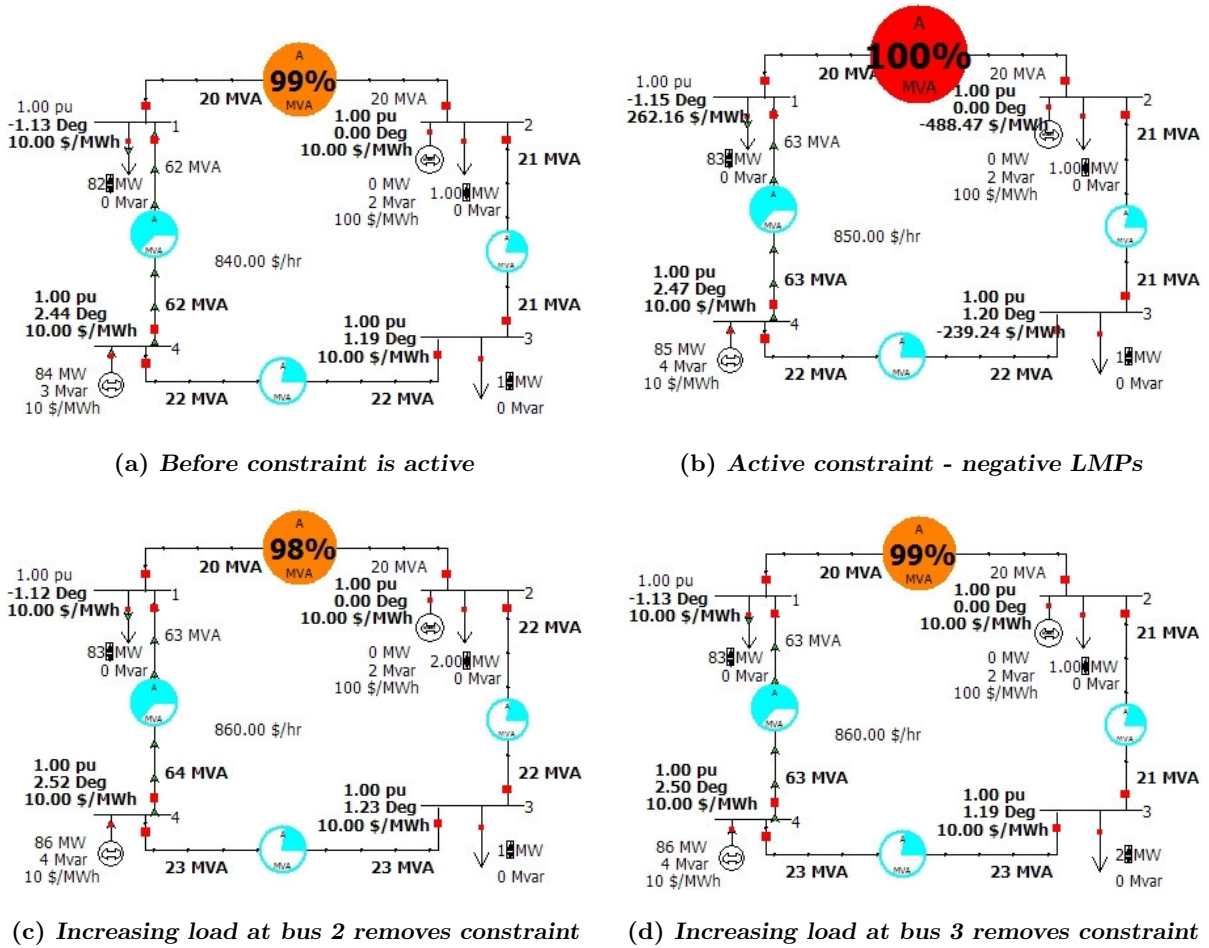 A
99%
MVA
20 MVA
20 MVA
1.00 pu
-1.13 Deg
10.00 $/MWh
1
1.00 pu
0.00 Deg
10.00 $/MWh
2
62 MVA
21 MVA
82 MW
0 Mvar
0 MW
2 Mvar
100 $/MWh
1.00 MW
0 Mvar
A
MVA
A
MVA
840.00 $/hr
1.00 pu
2.44 Deg
10.00 $/MWh
62 MVA
21 MVA
1.00 pu
1.19 Deg
10.00 $/MWh
3
4
84 MW
3 Mvar
10 $/MWh
A
MVA
22 MVA
22 MVA
1 MW
0 Mvar
(a) Before constraint is active
A
100%
MVA
20 MVA
20 MVA
1.00 pu
-1.15 Deg
262.16 $/MWh
1
1.00 pu
0.00 Deg
-488.47 $/MWh
2
63 MVA
21 MVA
83 MW
0 Mvar
0 MW
2 Mvar
100 $/MWh
1.00 MW
0 Mvar
A
MVA
A
MVA
850.00 $/hr
1.00 pu
2.47 Deg
10.00 $/MWh
63 MVA
21 MVA
1.00 pu
1.20 Deg
-239.24 $/MWh
3
4
85 MW
4 Mvar
10 $/MWh
A
MVA
22 MVA
22 MVA
1 MW
0 Mvar
(b) Active constraint - negative LMPs
A
98%
MVA
20 MVA
20 MVA
1.00 pu
-1.12 Deg
10.00 $/MWh
1
1.00 pu
0.00 Deg
10.00 $/MWh
2
63 MVA
22 MVA
83 MW
0 Mvar
0 MW
2 Mvar
100 $/MWh
2.00 MW
0 Mvar
A
MVA
A
MVA
860.00 $/hr
1.00 pu
2.52 Deg
10.00 $/MWh
64 MVA
22 MVA
1.00 pu
1.23 Deg
10.00 $/MWh
3
4
86 MW
4 Mvar
10 $/MWh
A
MVA
23 MVA
23 MVA
1 MW
0 Mvar
(c) Increasing load at bus 2 removes constraint
A
99%
MVA
20 MVA
20 MVA
1.00 pu
-1.13 Deg
10.00 $/MWh
1
1.00 pu
0.00 Deg
10.00 $/MWh
2
63 MVA
21 MVA
83 MW
0 Mvar
0 MW
2 Mvar
100 $/MWh
1.00 MW
0 Mvar
A
MVA
A
MVA
860.00 $/hr
1.00 pu
2.50 Deg
10.00 $/MWh
63 MVA
21 MVA
1.00 pu
1.19 Deg
10.00 $/MWh
3
4
86 MW
4 Mvar
10 $/MWh
A
MVA
23 MVA
23 MVA
2 MW
0 Mvar
(d) Increasing load at bus 3 removes constraint